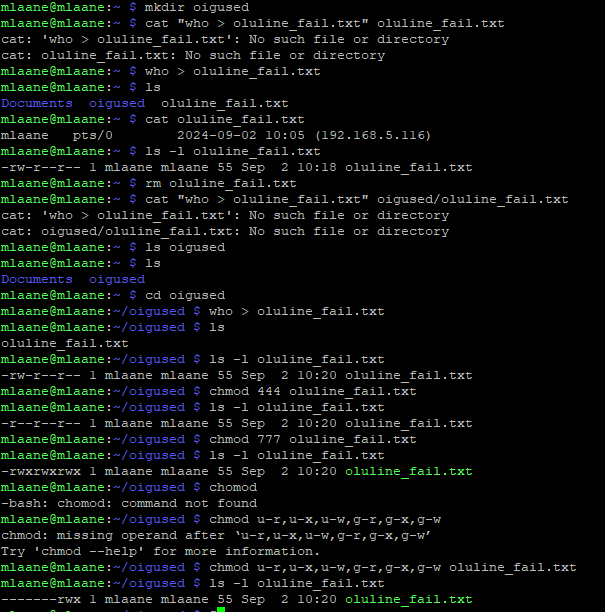 mlaane@mlaane:~ $ mkdir oigused
mlaane@mlaane:~ $ cat "who > oluline_fail.txt" oluline_fail.txt
cat: 'who > oluline_fail.txt': No such file or directory
cat: oluline_fail.txt: No such file or directory
mlaane@mlaane:~ $ who > oluline_fail.txt
mlaane@mlaane:~ $ ls
Documents  oigused  oluline_fail.txt
mlaane@mlaane:~ $ cat oluline_fail.txt
mlaane   pts/0        2024-09-02 10:05 (192.168.5.116)
mlaane@mlaane:~ $ ls -l oluline_fail.txt
-rw-r--r-- 1 mlaane mlaane 55 Sep  2 10:18 oluline_fail.txt
mlaane@mlaane:~ $ rm oluline_fail.txt
mlaane@mlaane:~ $ cat "who > oluline_fail.txt" oigused/oluline_fail.txt
cat: 'who > oluline_fail.txt': No such file or directory
cat: oigused/oluline_fail.txt: No such file or directory
mlaane@mlaane:~ $ ls oigused
mlaane@mlaane:~ $ ls
Documents  oigused
mlaane@mlaane:~ $ cd oigused
mlaane@mlaane:~/oigused $ who > oluline_fail.txt
mlaane@mlaane:~/oigused $ ls
oluline_fail.txt
mlaane@mlaane:~/oigused $ ls -l oluline_fail.txt
-rw-r--r-- 1 mlaane mlaane 55 Sep  2 10:20 oluline_fail.txt
mlaane@mlaane:~/oigused $ chmod 444 oluline_fail.txt
mlaane@mlaane:~/oigused $ ls -l oluline_fail.txt
-r--r--r-- 1 mlaane mlaane 55 Sep  2 10:20 oluline_fail.txt
mlaane@mlaane:~/oigused $ chmod 777 oluline_fail.txt
mlaane@mlaane:~/oigused $ ls -l oluline_fail.txt
-rwxrwxrwx 1 mlaane mlaane 55 Sep  2 10:20 oluline_fail.txt
mlaane@mlaane:~/oigused $ chomod
-bash: chomod: command not found
mlaane@mlaane:~/oigused $ chmod u-r,u-x,u-w,g-r,g-x,g-w
chmod: missing operand after ‘u-r,u-x,u-w,g-r,g-x,g-w’
Try 'chmod --help' for more information.
mlaane@mlaane:~/oigused $ chmod u-r,u-x,u-w,g-r,g-x,g-w oluline_fail.txt
mlaane@mlaane:~/oigused $ ls -l oluline_fail.txt
-------rwx 1 mlaane mlaane 55 Sep  2 10:20 oluline_fail.txt